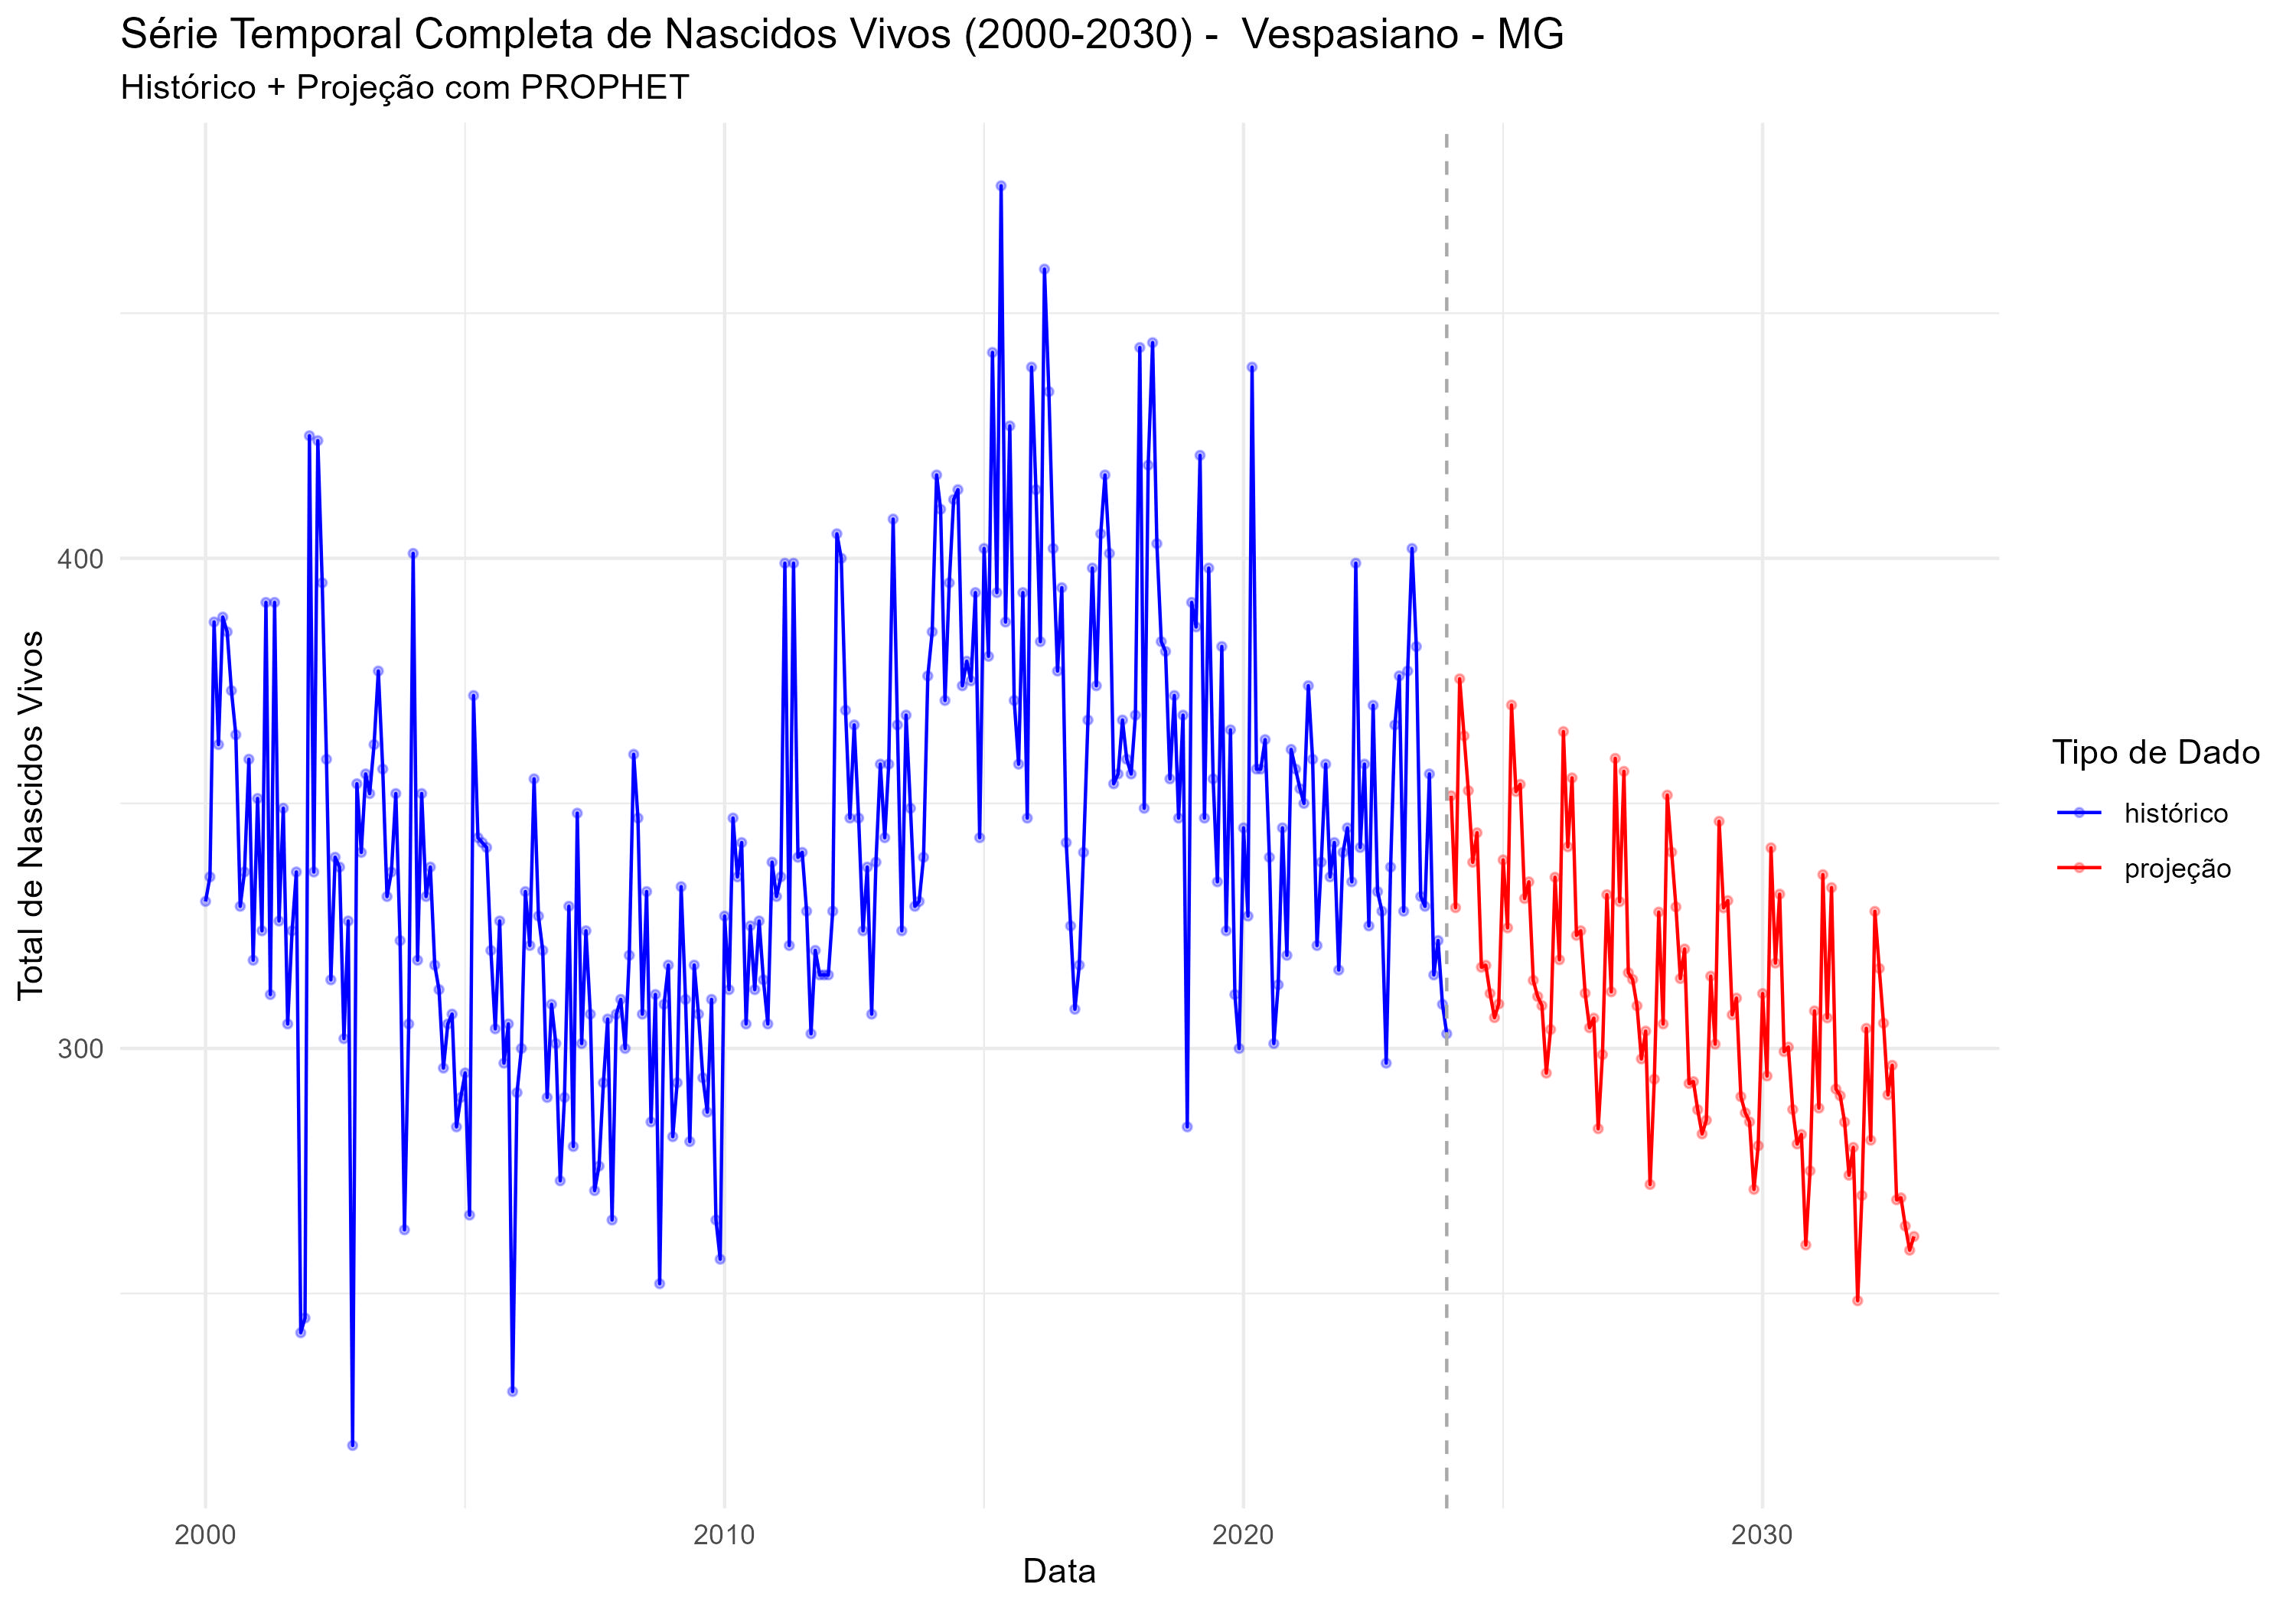 Série Temporal Completa de Nascidos Vivos (2000-2030) -  Vespasiano - MG
Histórico + Projeção com PROPHET
Total de Nascidos Vivos
400
300
2000
2010
2020
2030
Data
Tipo de Dado
histórico
projeção